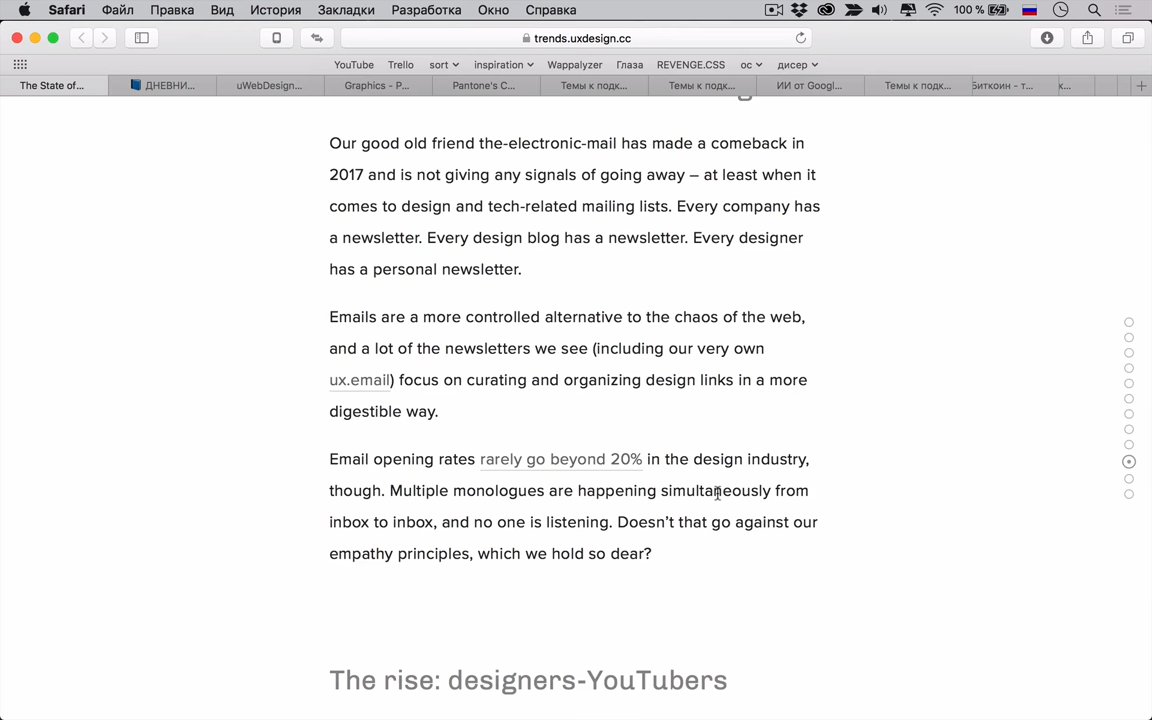 Safari Файл Правка Вид История Закладки Разработка Окно Справка 100 %
trends.uxdesign.cc
YouTube Trello sort inspiration Wappalyzer Глаза REVENGE.CSS ос дисер
The State of... ДНЕВНИ... uWebDesign... Graphics - P... Pantone's C... Темы к подк... Темы к подк... ИИ от Googl... Темы к подк... Биткоин - т... к...
Our good old friend the-electronic-mail has made a comeback in
2017 and is not giving any signals of going away – at least when it
comes to design and tech-related mailing lists. Every company has
a newsletter. Every design blog has a newsletter. Every designer
has a personal newsletter.
Emails are a more controlled alternative to the chaos of the web,
and a lot of the newsletters we see (including our very own
ux.email) focus on curating and organizing design links in a more
digestible way.
Email opening rates rarely go beyond 20% in the design industry,
though. Multiple monologues are happening simultaneously from
inbox to inbox, and no one is listening. Doesn’t that go against our
empathy principles, which we hold so dear?
The rise: designers-YouTubers